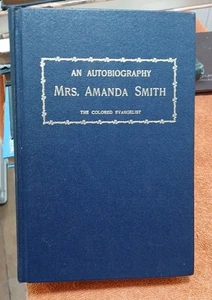 AN AUTOBIOGRAPHY
MRS. AMANDA SMITH
THE COLORED EVANGELIST